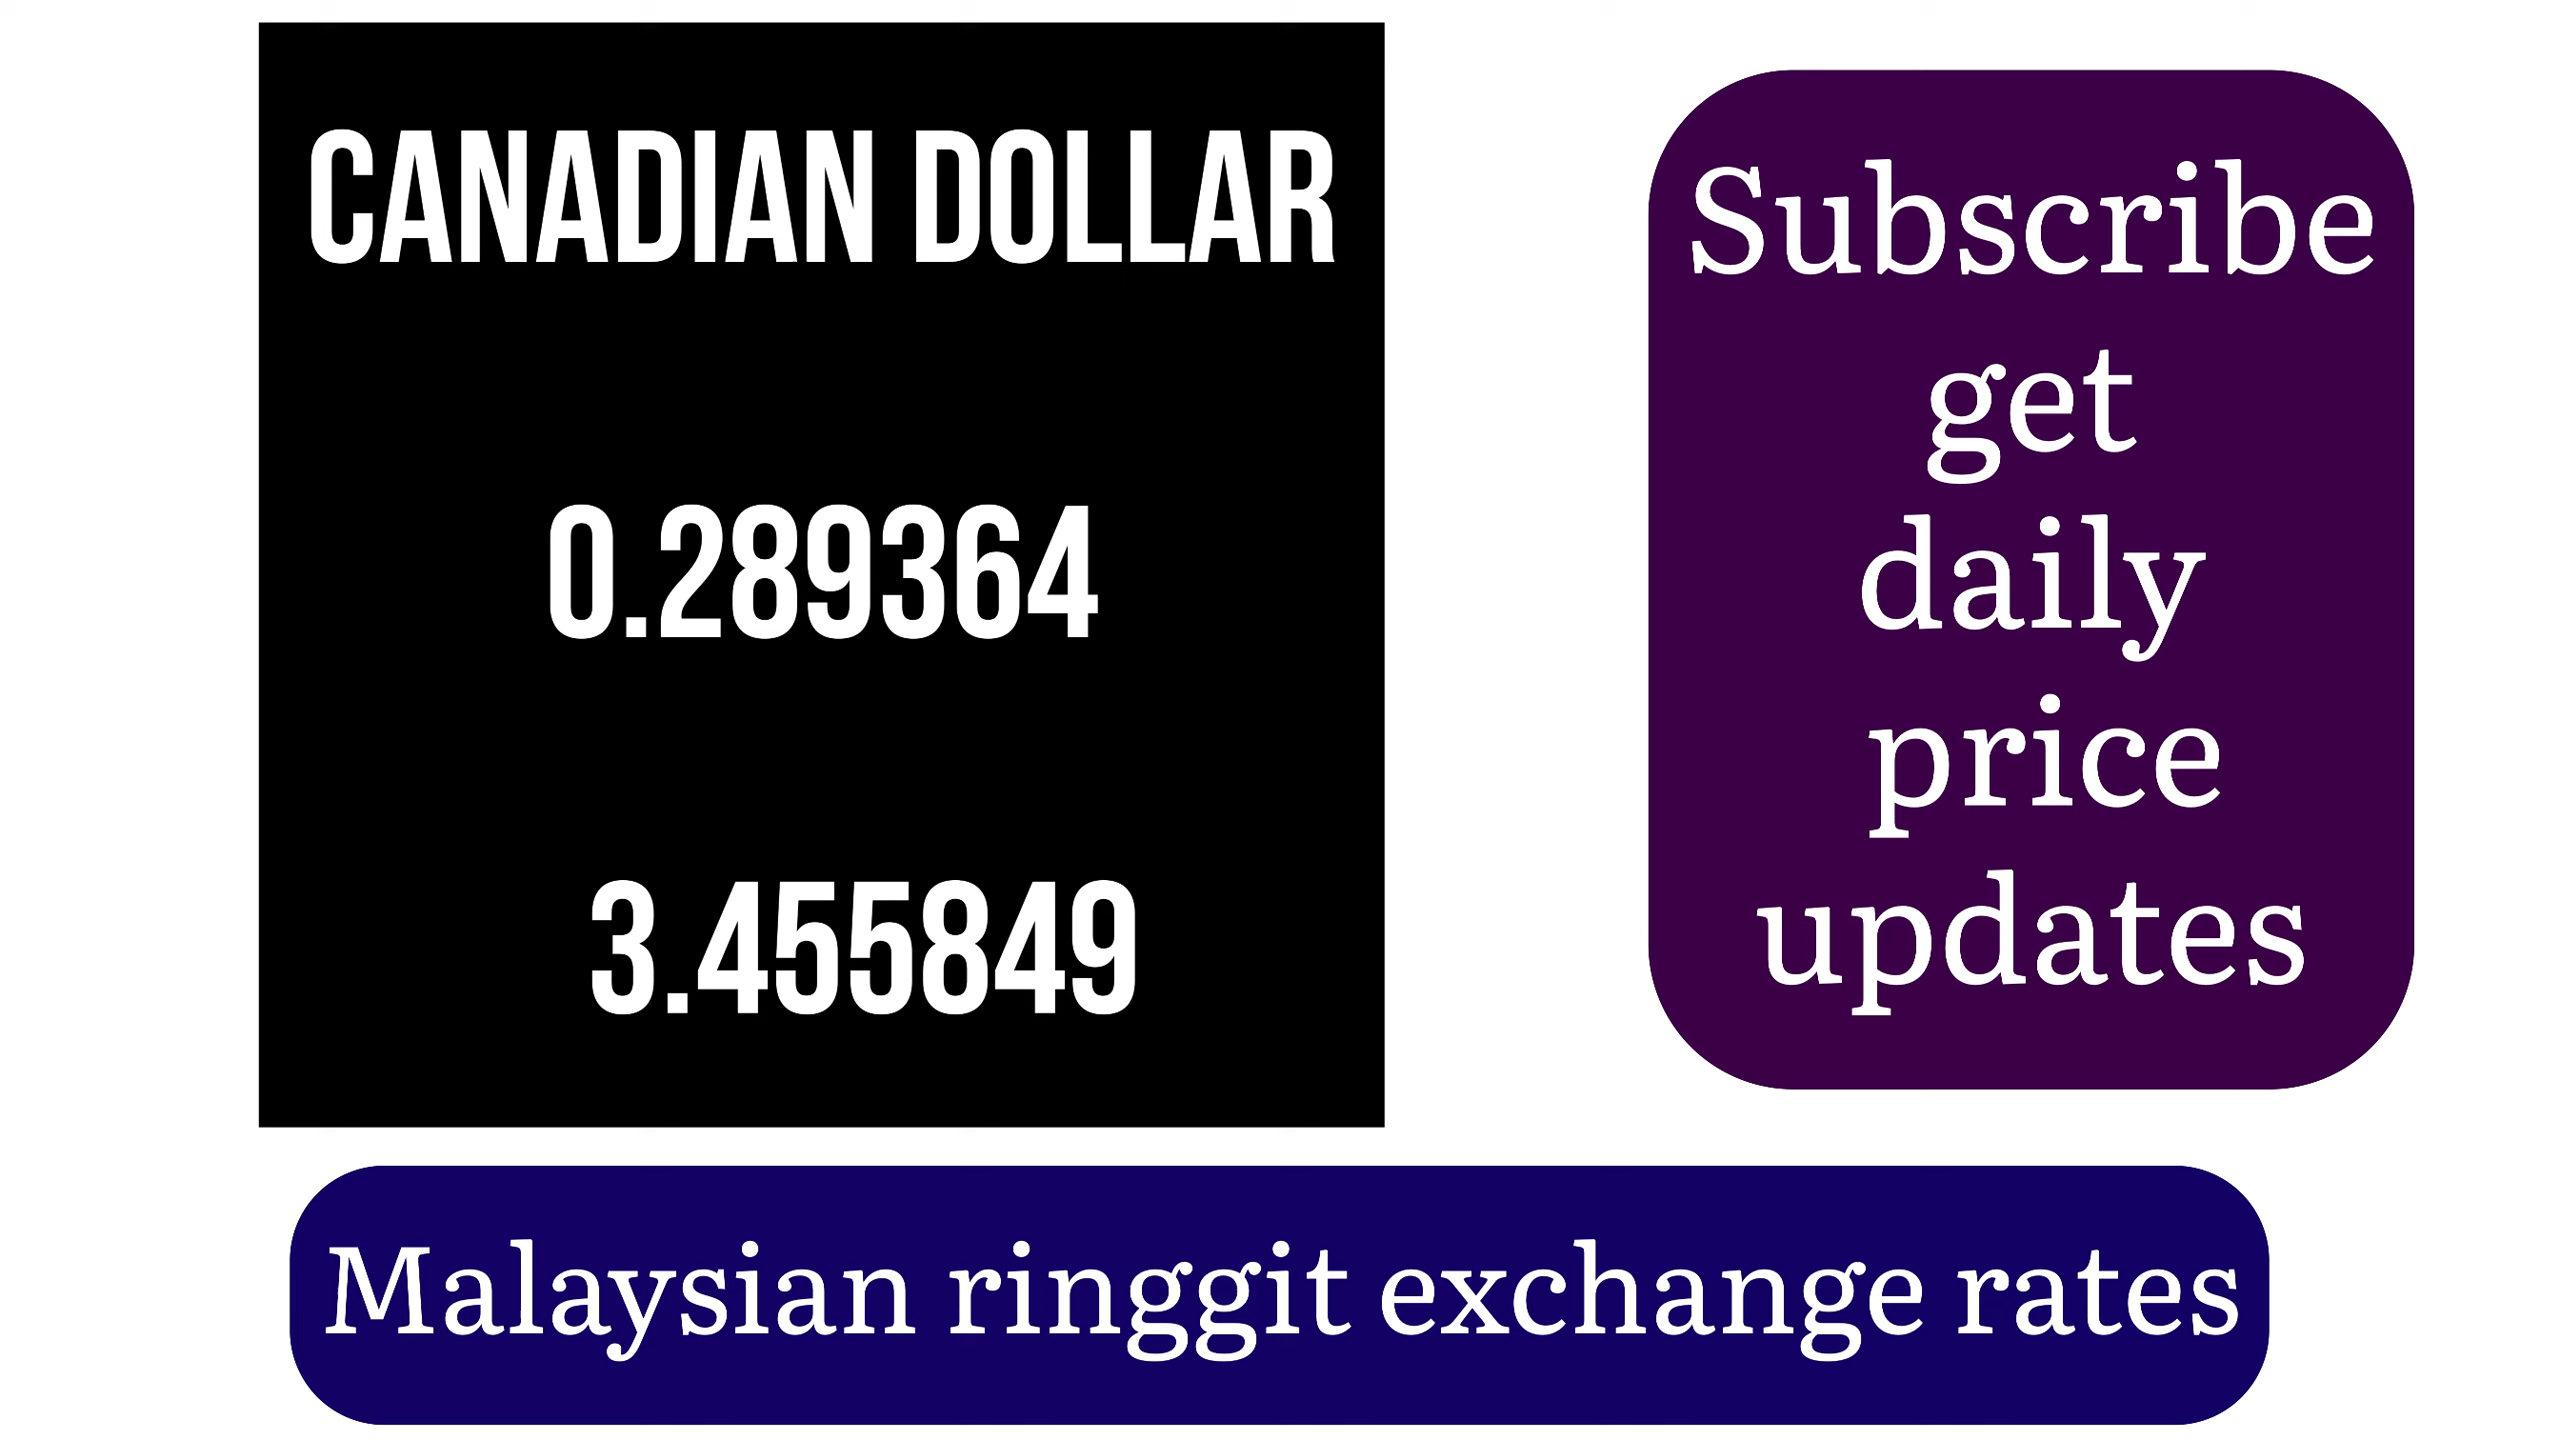 CANADIAN DOLLAR
0.289364
3.455849
Subscribe
get
daily
price
updates
Malaysian ringgit exchange rates